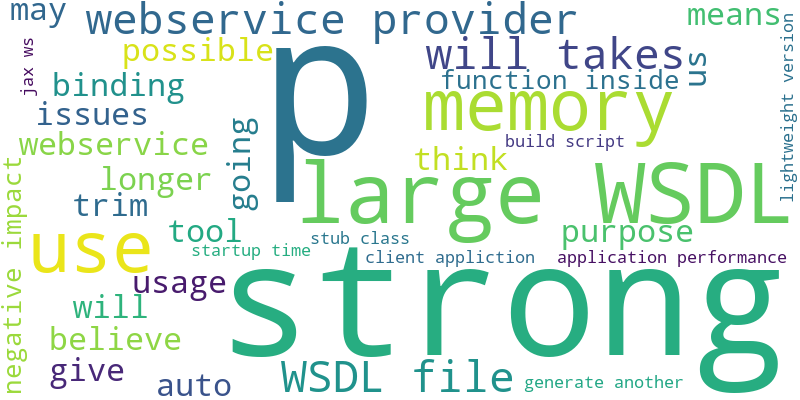 may
webservice provider
means
jax ws
possible
p
will takes
us
lightweight version
binding
function inside
issues
memory
webservice
going
build script
think
longer
large WSDL
negative impact
trim
use
tool
stub class
purpose
startup time
client appliction
application performance
usage
strong
will
believe
give
auto
WSDL file
generate another